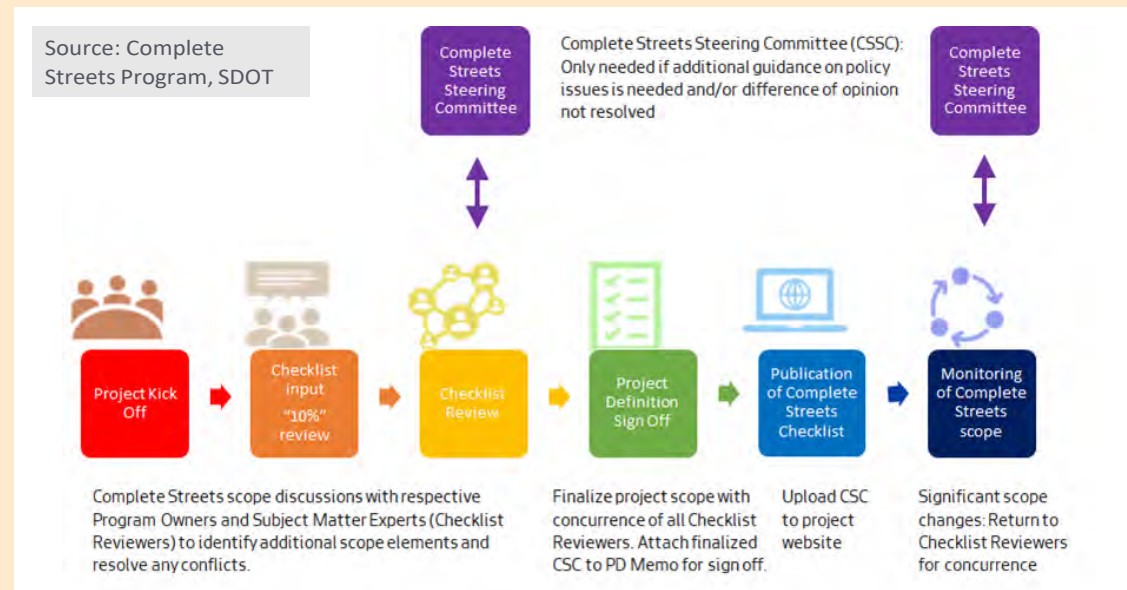 Source: Complete
Streets Program, SDOT
Complete
Streets
Steering
Committee
Complete Streets Steering Committee (CSSC):
Only needed if additional guidance on policy
issues is needed and/or difference of opinion
not resolved
Complete
Streets
Steering
Committee
Project Kick
Off
Checklist
input
"10%"
review
Checklist
Review
Project
Definition
Sign Off
Publication
of Complete
Streets
Checklist
Monitoring
of Complete
Streets
scope
Complete Streets scope discussions with respective
Program Owners and Subject Matter Experts (Checklist
Reviewers) to identify additional scope elements and
resolve any conflicts.
Finalize project scope with
concurrence of all Checklist
Reviewers. Attach finalized
CSC to PD Memo for sign off.
Upload CSC
to project
website
Significant scope
changes: Return to
Checklist Reviewers
for concurrence